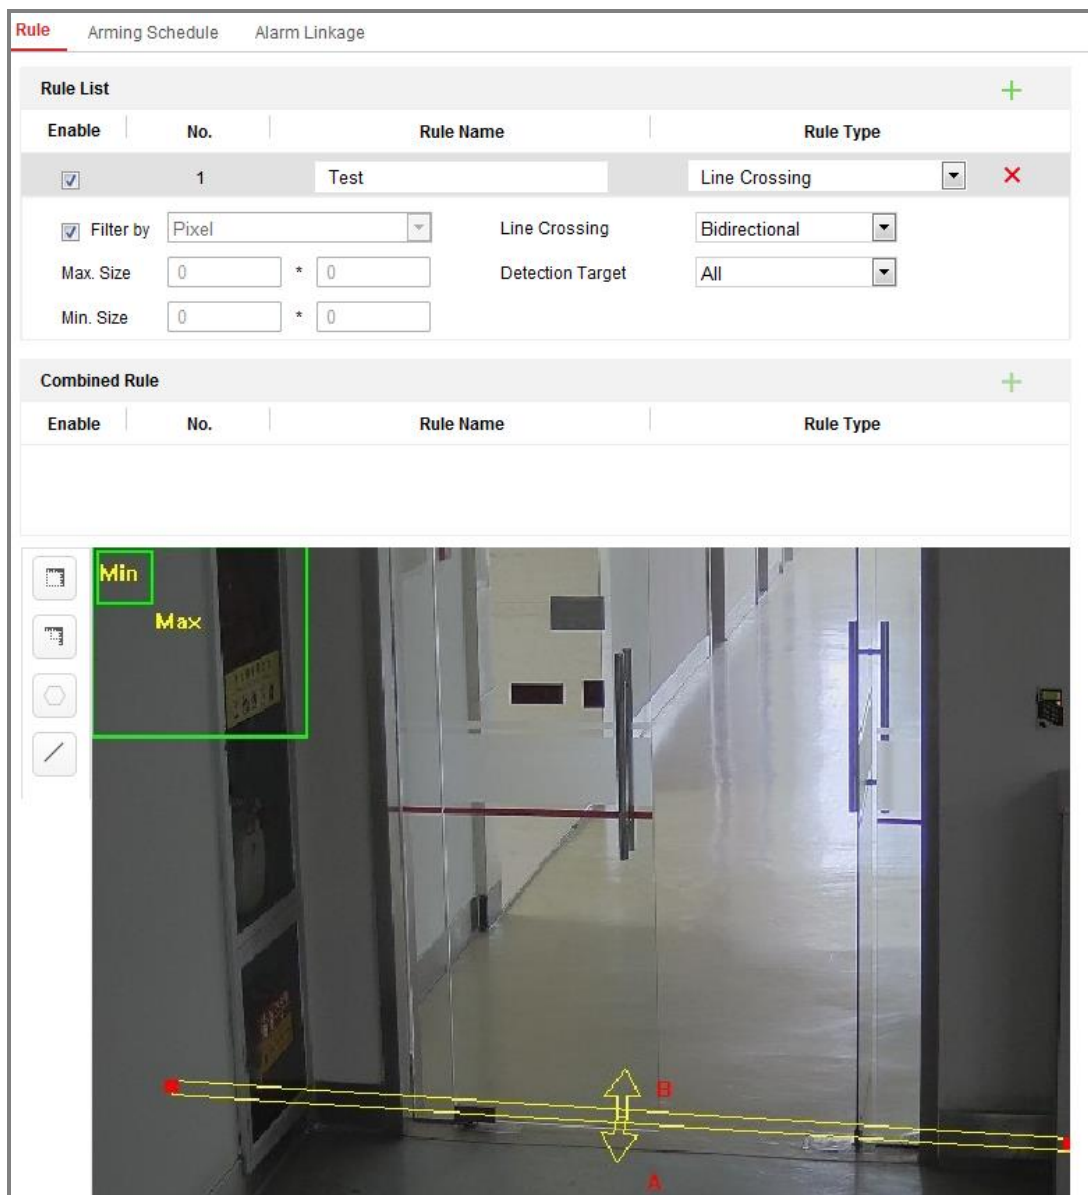 Rule Arming Schedule Alarm Linkage
Rule List
Enable No. Rule Name Rule Type
1 Test Line Crossing
Filter by Pixel Line Crossing Bidirectional
Max. Size 0 * 0 Detection Target All
Min. Size 0 * 0
Combined Rule
Enable No. Rule Name Rule Type
Min
Max
B
A